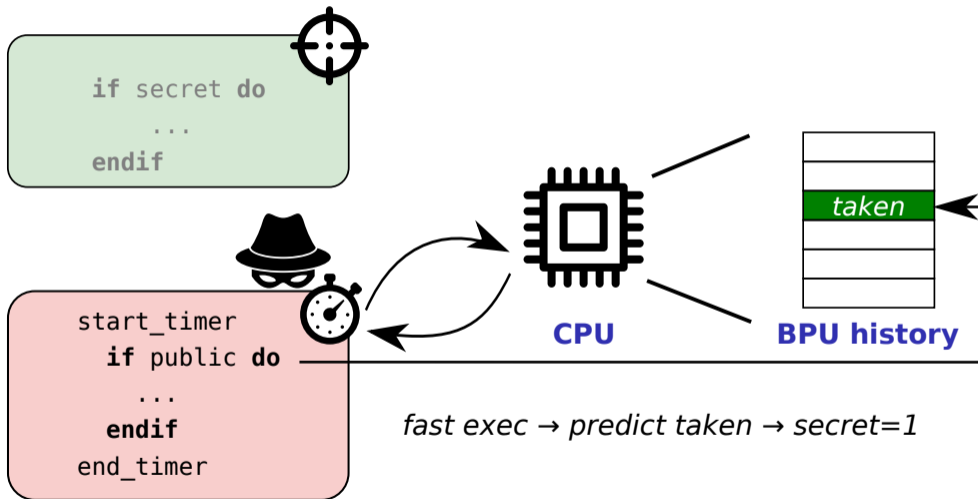 if secret do
...
endif
taken
start_timer
if public do
...
endif
end_timer
CPU
BPU history
fast exec → predict taken → secret=1